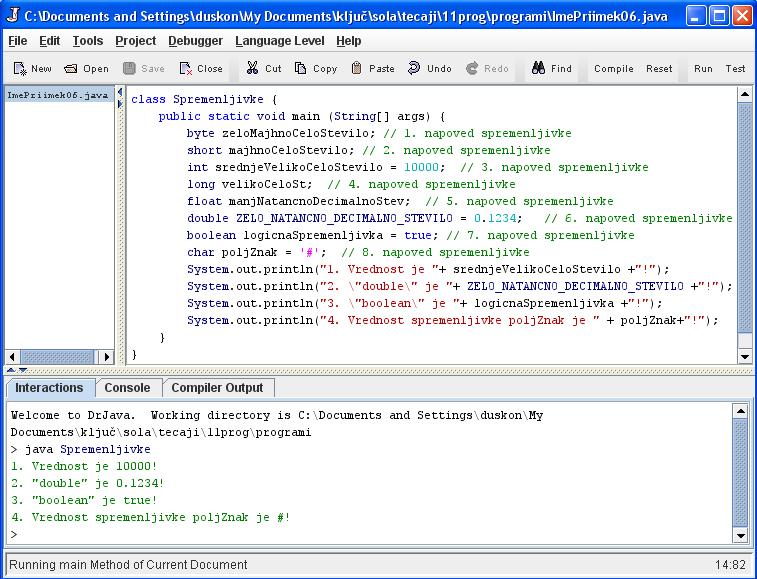 C:\Documents and Settings\duskon\My Documents\ključ\sola\tecaji\11prog\programi\ImePriimek06.java
File Edit Tools Project Debugger Language Level Help
New Open Save Close Cut Copy Paste Undo Redo Find Compile Reset Run Test
ImePriimek06.java
class Spremenljivke {
public static void main (String[] args) {
byte zeloMajhnoCeloStevilo; // 1. napoved spremenljivke
short majhnoCeloStevilo; // 2. napoved spremenljivke
int srednjeVelikoCeloStevilo = 10000;  // 3. napoved spremenljivke
long velikoCeloSt;  // 4. napoved spremenljivke
float manjNatancnoDecimalnoStev;  // 5. napoved spremenljivke
double ZELO_NATANCNO_DECIMALNO_STEVILO = 0.1234;   // 6. napoved spremenljivke
boolean logicnaSpremenljivka = true; // 7. napoved spremenljivke
char poljZnak = '#';  // 8. napoved spremenljivke
System.out.println("1. Vrednost je "+ srednjeVelikoCeloStevilo +"!");
System.out.println("2. \"double\" je "+ ZELO_NATANCNO_DECIMALNO_STEVILO +"!");
System.out.println("3. \"boolean\" je "+ logicnaSpremenljivka +"!");
System.out.println("4. Vrednost spremenljivke poljZnak je " + poljZnak+"!");
}
}
Interactions Console Compiler Output
Welcome to DrJava.  Working directory is C:\Documents and Settings\duskon\My
Documents\ključ\sola\tecaji\11prog\programi
> java Spremenljivke
1. Vrednost je 10000!
2. "double" je 0.1234!
3. "boolean" je true!
4. Vrednost spremenljivke poljZnak je #!
>
Running main Method of Current Document 14:82